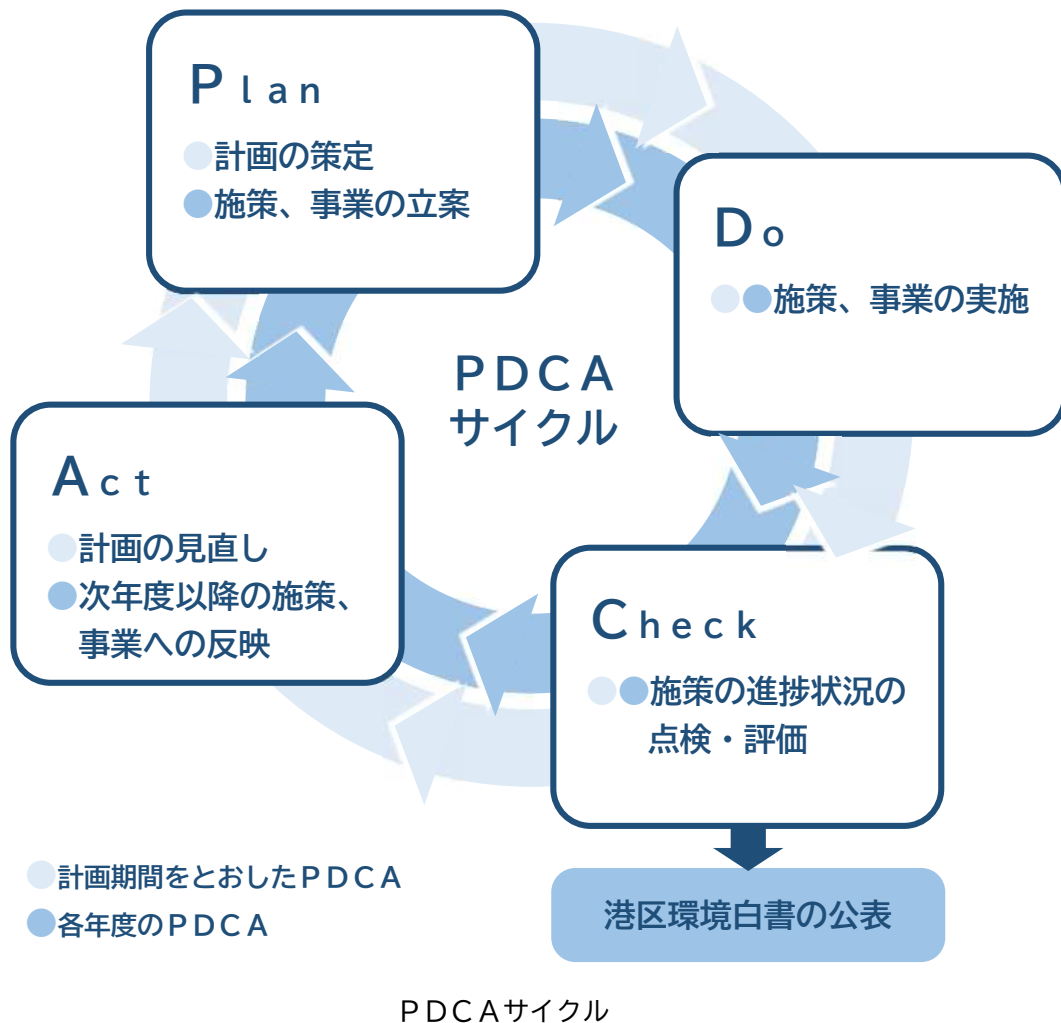 Ｐｌａｎ
●計画の策定
●施策、事業の立案
Ｄｏ
●●施策、事業の実施
ＰＤＣＡ
サイクル
Ａｃｔ
●計画の見直し
●次年度以降の施策、
事業への反映
Ｃｈｅｃｋ
●●施策の進捗状況の
点検・評価
●計画期間をとおしたＰＤＣＡ
●各年度のＰＤＣＡ
港区環境白書の公表
ＰＤＣＡサイクル